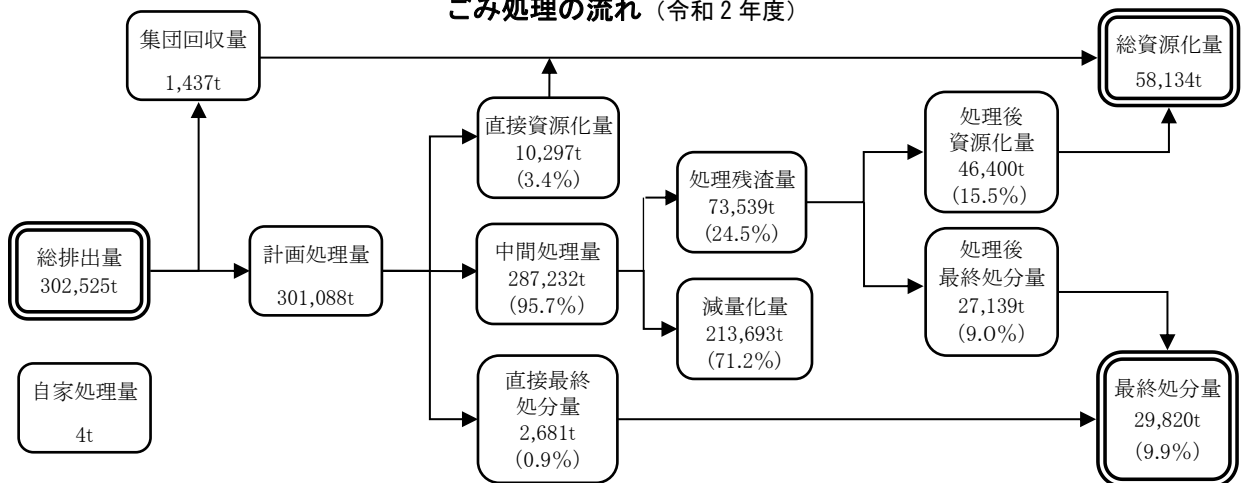 ごみ処理の流れ（令和２年度）
集団回収量
1,437t
総資源化量
58,134t
直接資源化量
10,297t
(3.4%)
処理後
資源化量
46,400t
(15.5%)
処理残渣量
73,539t
(24.5%)
総排出量
302,525t
計画処理量
301,088t
中間処理量
287,232t
(95.7%)
処理後
最終処分量
27,139t
(9.0%)
減量化量
213,693t
(71.2%)
自家処理量
4t
直接最終
処分量
2,681t
(0.9%)
最終処分量
29,820t
(9.9%)